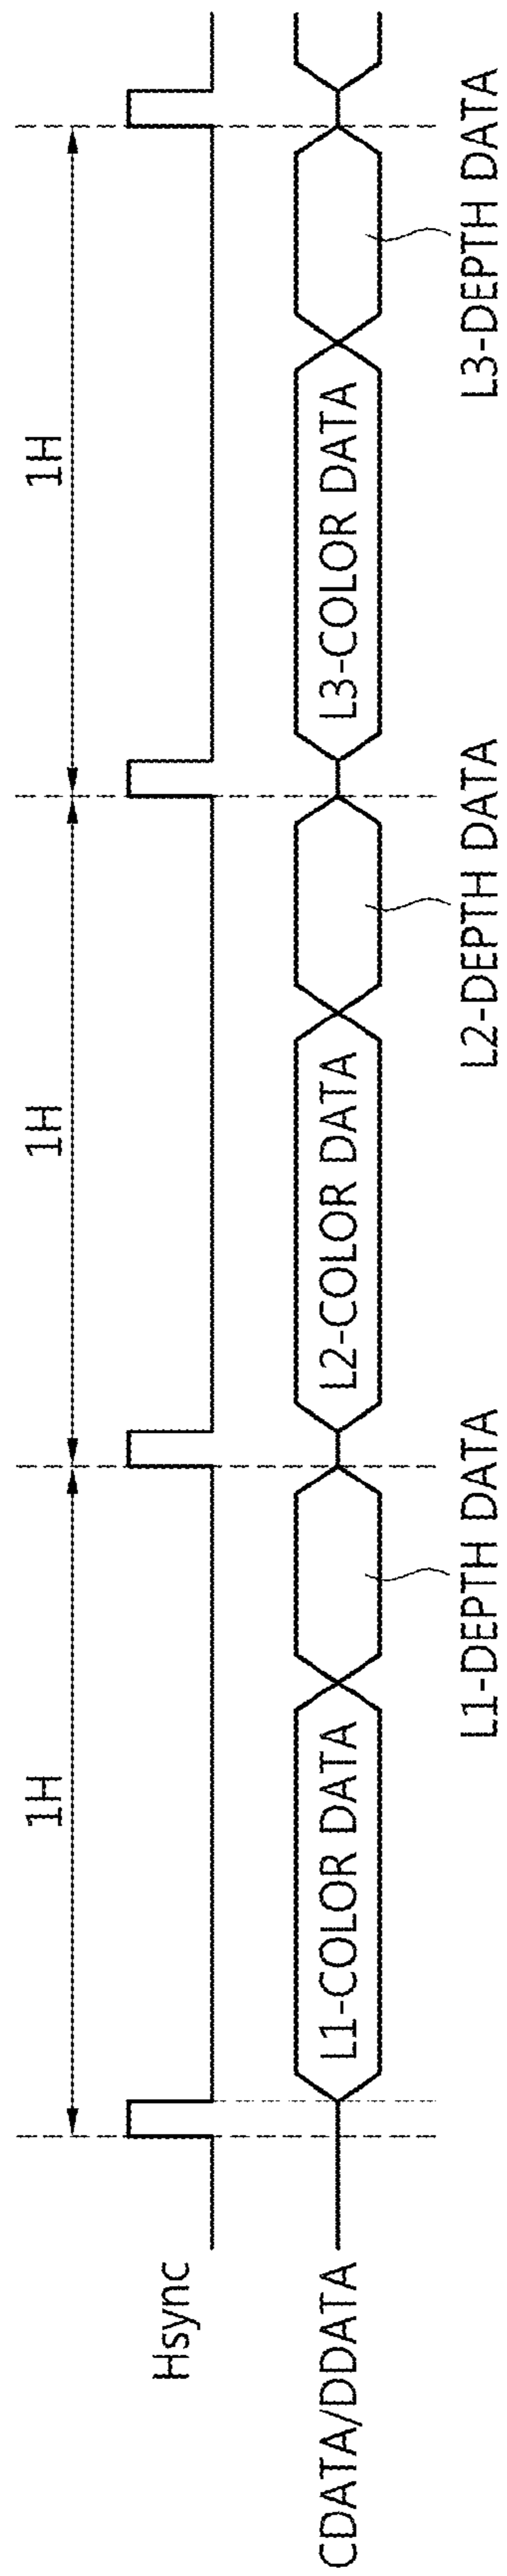 1H
1H
1H
Hsync
CDATA/DDATA
L1-COLOR DATA
L2-COLOR DATA
L3-COLOR DATA
L1-DEPTH DATA
L2-DEPTH DATA
L3-DEPTH DATA